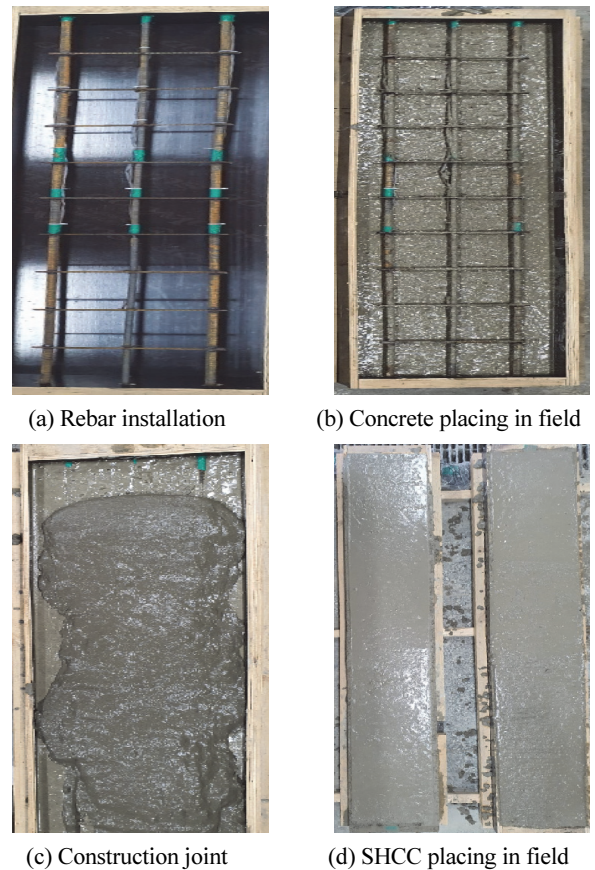 (a) Rebar installation
(b) Concrete placing in field
(c) Construction joint
(d) SHCC placing in field